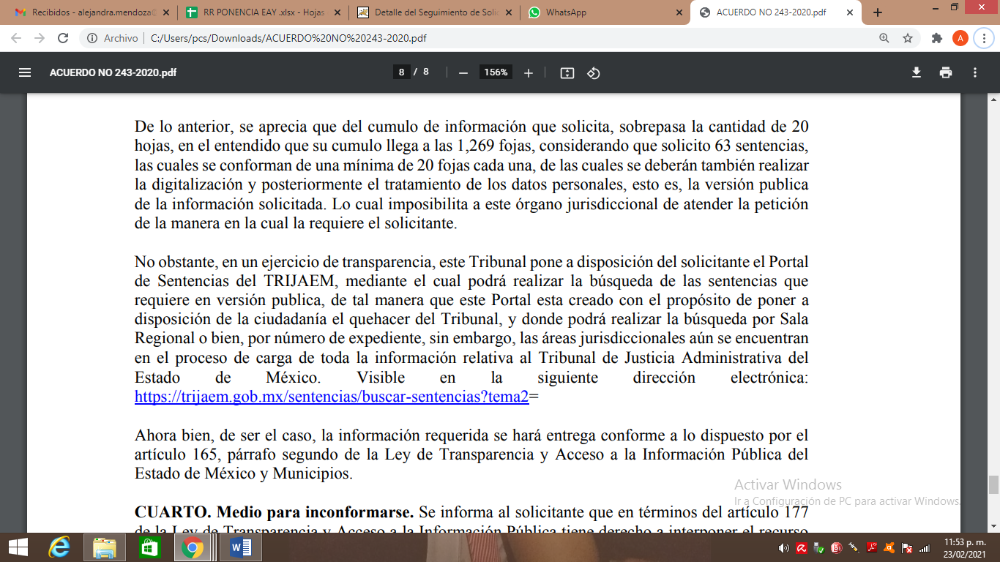 Recibidos - alejandra.mendoza@
RR PONENCIA EAY .xlsx - Hojas
Detalle del Seguimiento de Solic
WhatsApp
ACUERDO NO 243-2020.pdf
Archivo
C:/Users/pcs/Downloads/ACUERDO%20NO%20243-2020.pdf
A
ACUERDO NO 243-2020.pdf
8 / 8
156%
De lo anterior, se aprecia que del cumulo de información que solicita, sobrepasa la cantidad de 20
hojas, en el entendido que su cumulo llega a las 1,269 fojas, considerando que solicito 63 sentencias,
las cuales se conforman de una mínima de 20 fojas cada una, de las cuales se deberán también realizar
la digitalización y posteriormente el tratamiento de los datos personales, esto es, la versión publica
de la información solicitada. Lo cual imposibilita a este órgano jurisdiccional de atender la petición
de la manera en la cual la requiere el solicitante.
No obstante, en un ejercicio de transparencia, este Tribunal pone a disposición del solicitante el Portal
de Sentencias del TRIJAEM, mediante el cual podrá realizar la búsqueda de las sentencias que
requiere en versión publica, de tal manera que este Portal esta creado con el propósito de poner a
disposición de la ciudadanía el quehacer del Tribunal, y donde podrá realizar la búsqueda por Sala
Regional o bien, por número de expediente, sin embargo, las áreas jurisdiccionales aún se encuentran
en el proceso de carga de toda la información relativa al Tribunal de Justicia Administrativa del
Estado de México. Visible en la siguiente dirección electrónica:
https://trijaem.gob.mx/sentencias/buscar-sentencias?tema2=
Ahora bien, de ser el caso, la información requerida se hará entrega conforme a lo dispuesto por el
artículo 165, párrafo segundo de la Ley de Transparencia y Acceso a la Información Pública del
Estado de México y Municipios.
Activar Windows
Ir a Configuración de PC para activar Windows.
CUARTO. Medio para inconformarse. Se informa al solicitante que en términos del artículo 177
de la Ley de Transparencia y Acceso a la Información Pública tiene derecho a interponer el recurso
11:53 p. m.
23/02/2021